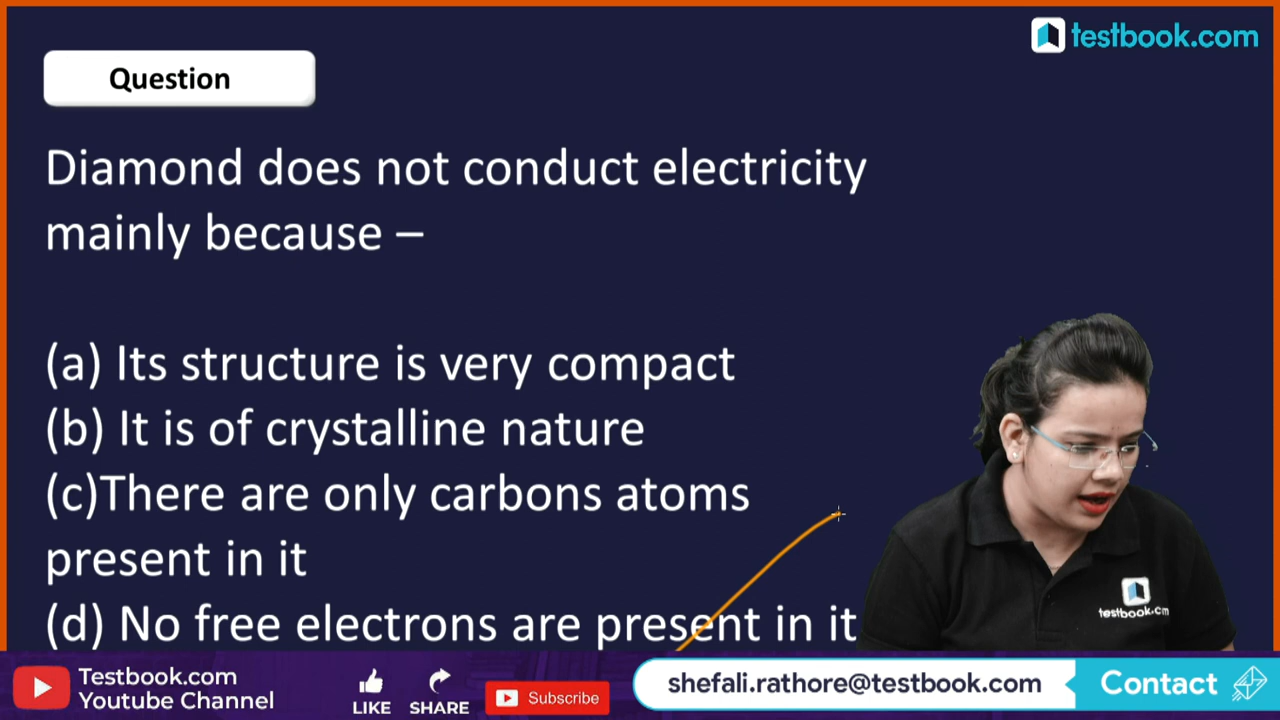 testbook.com
Question
Diamond does not conduct electricity
mainly because –
(a) Its structure is very compact
(b) It is of crystalline nature
(c)There are only carbons atoms
present in it
(d) No free electrons are present in it
testbook.cm
Testbook.com
Youtube Channel
LIKE
SHARE
Subscribe
shefali.rathore@testbook.com
Contact